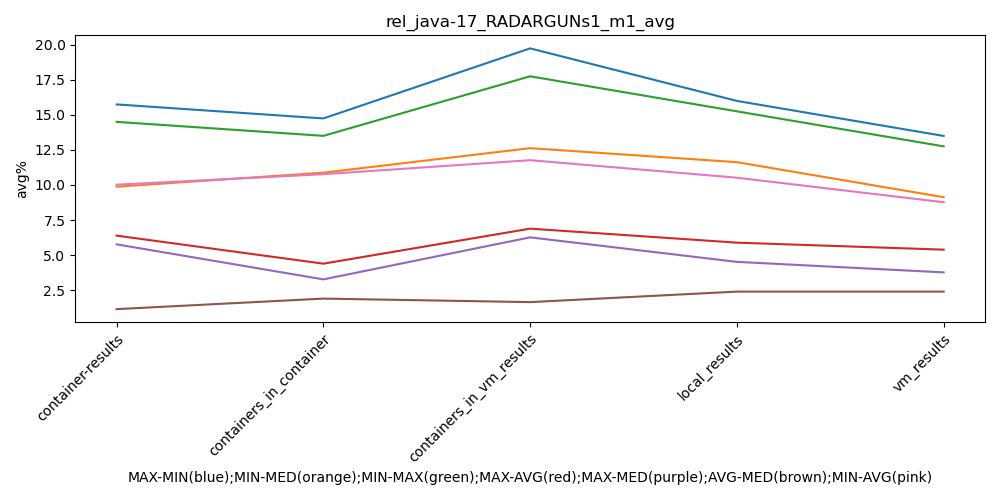 rel_java-17_RADARGUNs1_m1_avg
20.0
17.5
15.0
12.5
10.0
7.5
5.0
2.5
avg%
container-results
containers_in_container
containers_in_vm_results
local_results
vm_results
MAX-MIN(blue);MIN-MED(orange);MIN-MAX(green);MAX-AVG(red);MAX-MED(purple);AVG-MED(brown);MIN-AVG(pink)